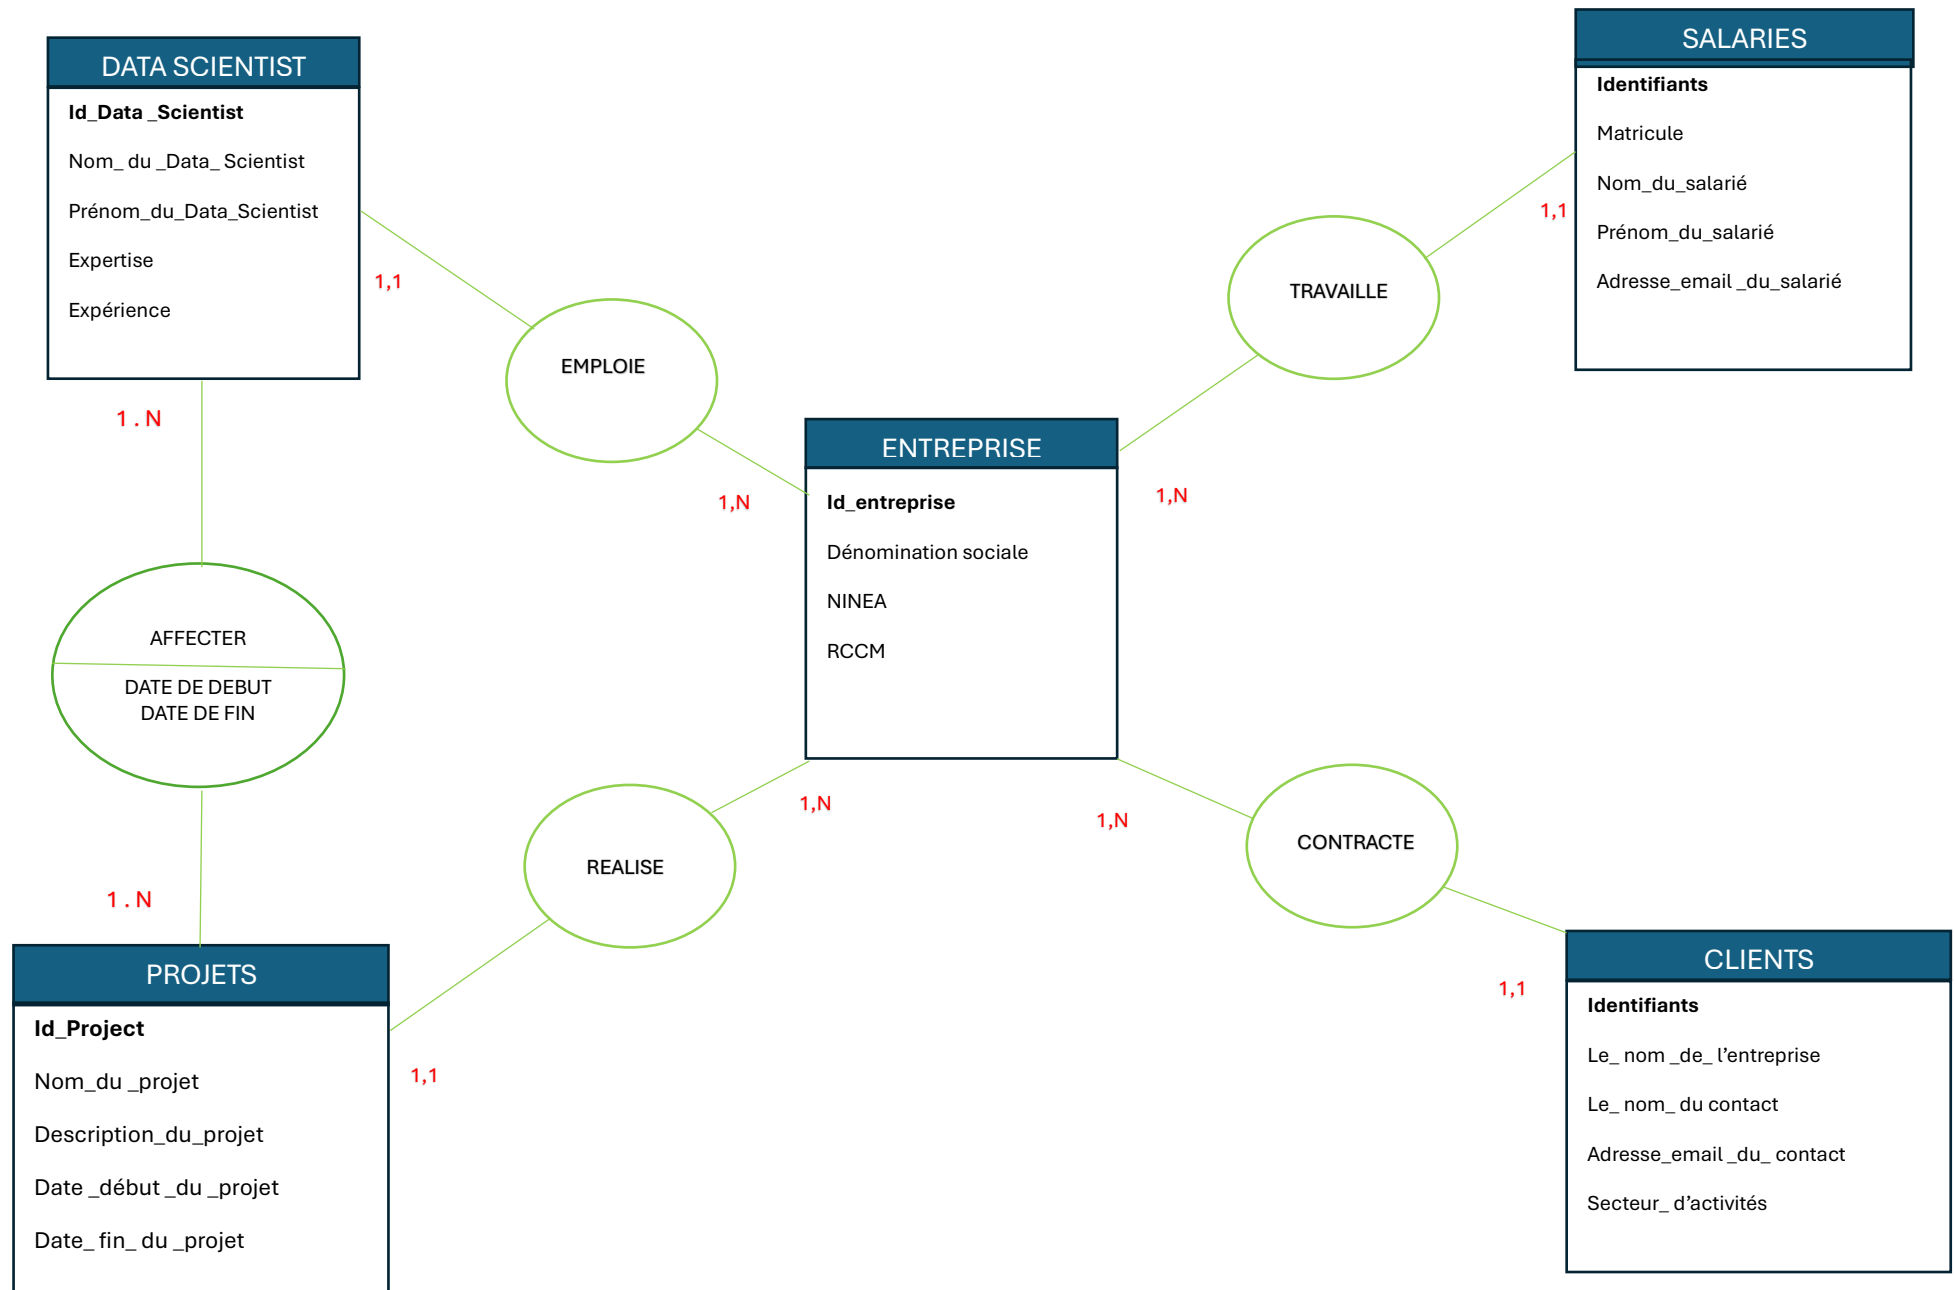 DATA SCIENTIST
Id_Data _Scientist
Nom_ du _Data_ Scientist
Prénom_du_Data_Scientist
Expertise
Expérience
SALARIES
Identifiants
Matricule
Nom_du_salarié
Prénom_du_salarié
Adresse_email _du_salarié
1,1
TRAVAILLE
1,1
EMPLOIE
1 . N
1,N
ENTREPRISE
Id_entreprise
Dénomination sociale
NINEA
RCCM
1,N
AFFECTER
DATE DE DEBUT
DATE DE FIN
1,N
1,N
REALISE
CONTRACTE
1 . N
1,1
1,1
PROJETS
Id_Project
Nom_du _projet
Description_du_projet
Date _début _du _projet
Date_ fin_ du _projet
CLIENTS
Identifiants
Le_ nom _de_ l’entreprise
Le_ nom_ du contact
Adresse_email _du_ contact
Secteur_ d’activités